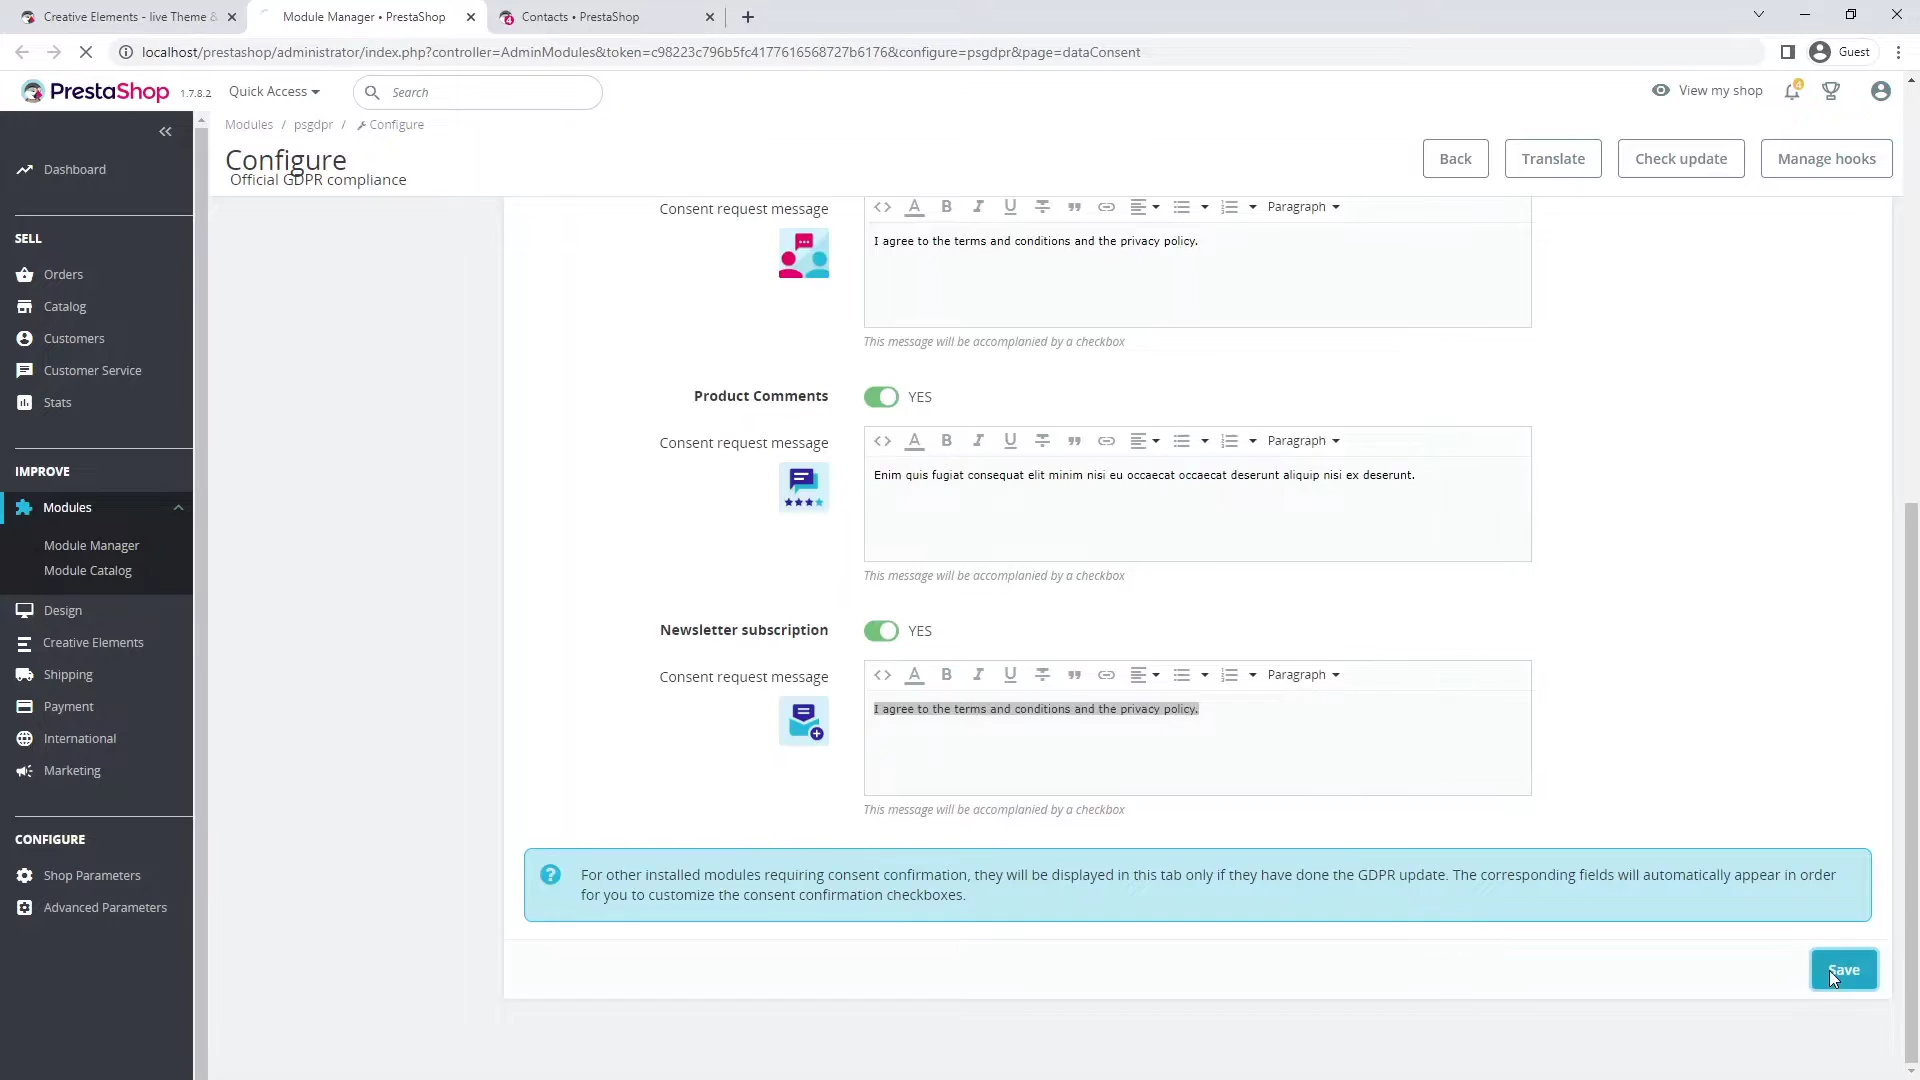 Creative Elements - live Theme &
Module Manager • PrestaShop
Contacts • PrestaShop
localhost/prestashop/administrator/index.php?controller=AdminModules&token=c98223c796b5fc4177616568727b6176&configure=psgdpr&page=dataConsent
Guest
PrestaShop 1.7.8.2
Quick Access
Search
View my shop
4
Modules / psgdpr / Configure
Configure
Official GDPR compliance
Back
Translate
Check update
Manage hooks
Dashboard
SELL
Orders
Catalog
Customers
Customer Service
Stats
IMPROVE
Modules
Module Manager
Module Catalog
Design
Creative Elements
Shipping
Payment
International
Marketing
CONFIGURE
Shop Parameters
Advanced Parameters
Consent request message
Paragraph
I agree to the terms and conditions and the privacy policy.
This message will be accomplanied by a checkbox
Product Comments
YES
Consent request message
Paragraph
Enim quis fugiat consequat elit minim nisi eu occaecat occaecat deserunt aliquip nisi ex deserunt.
This message will be accomplanied by a checkbox
Newsletter subscription
YES
Consent request message
Paragraph
I agree to the terms and conditions and the privacy policy.
This message will be accomplanied by a checkbox
For other installed modules requiring consent confirmation, they will be displayed in this tab only if they have done the GDPR update. The corresponding fields will automatically appear in order
for you to customize the consent confirmation checkboxes.
Save